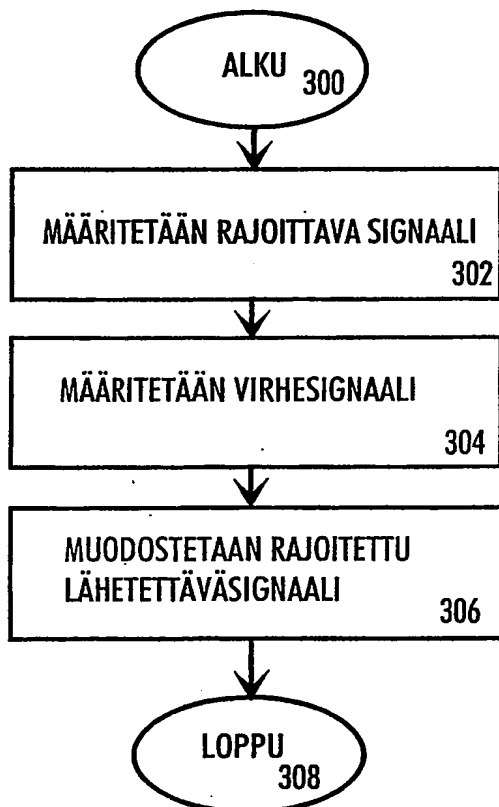 ALKU
300
MÄÄRITETÄÄN RAJOITTAVA SIGNAALI
302
MÄÄRITETÄÄN VIRHESIGNAALI
304
MUODOSTETAAN RAJOITETTU
LÄHETETTÄVÄSIGNAALI
306
LOPPU
308